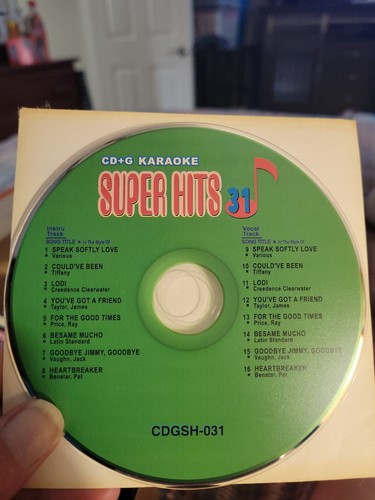 CD+G KARAOKE
SUPER HITS 31
Instru
Track
SONG TITLE • In The Style Of
1 SPEAK SOFTLY LOVE
• Various
2 COULD'VE BEEN
• Tiffany
3 LODI
• Creedence Clearwater
4 YOU'VE GOT A FRIEND
• Taylor, James
5 FOR THE GOOD TIMES
• Price, Ray
6 BESAME MUCHO
• Latin Standard
7 GOODBYE JIMMY, GOODBYE
• Vaughn, Jack
8 HEARTBREAKER
• Benatar, Pat
Vocal
Track
SONG TITLE • In The Style Of
9 SPEAK SOFTLY LOVE
• Various
10 COULD'VE BEEN
• Tiffany
11 LODI
• Creedence Clearwater
12 YOU'VE GOT A FRIEND
• Taylor, James
13 FOR THE GOOD TIMES
• Price, Ray
14 BESAME MUCHO
• Latin Standard
15 GOODBYE JIMMY, GOODBYE
• Vaughn, Jack
16 HEARTBREAKER
• Benatar, Pat
CDGSH-031